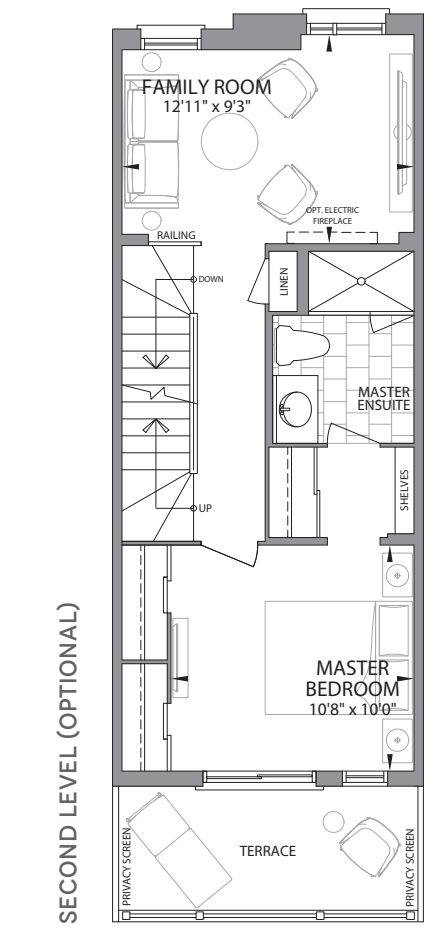 FAMILY ROOM
12'11" x 9'3"
OPT. ELECTRIC
FIREPLACE
RAILING
DOWN
LINEN
MASTER
ENSUITE
SHELVES
UP
MASTER
BEDROOM
10'8" x 10'0"
SECOND LEVEL (OPTIONAL)
PRIVACY SCREEN
TERRACE
PRIVACY SCREEN